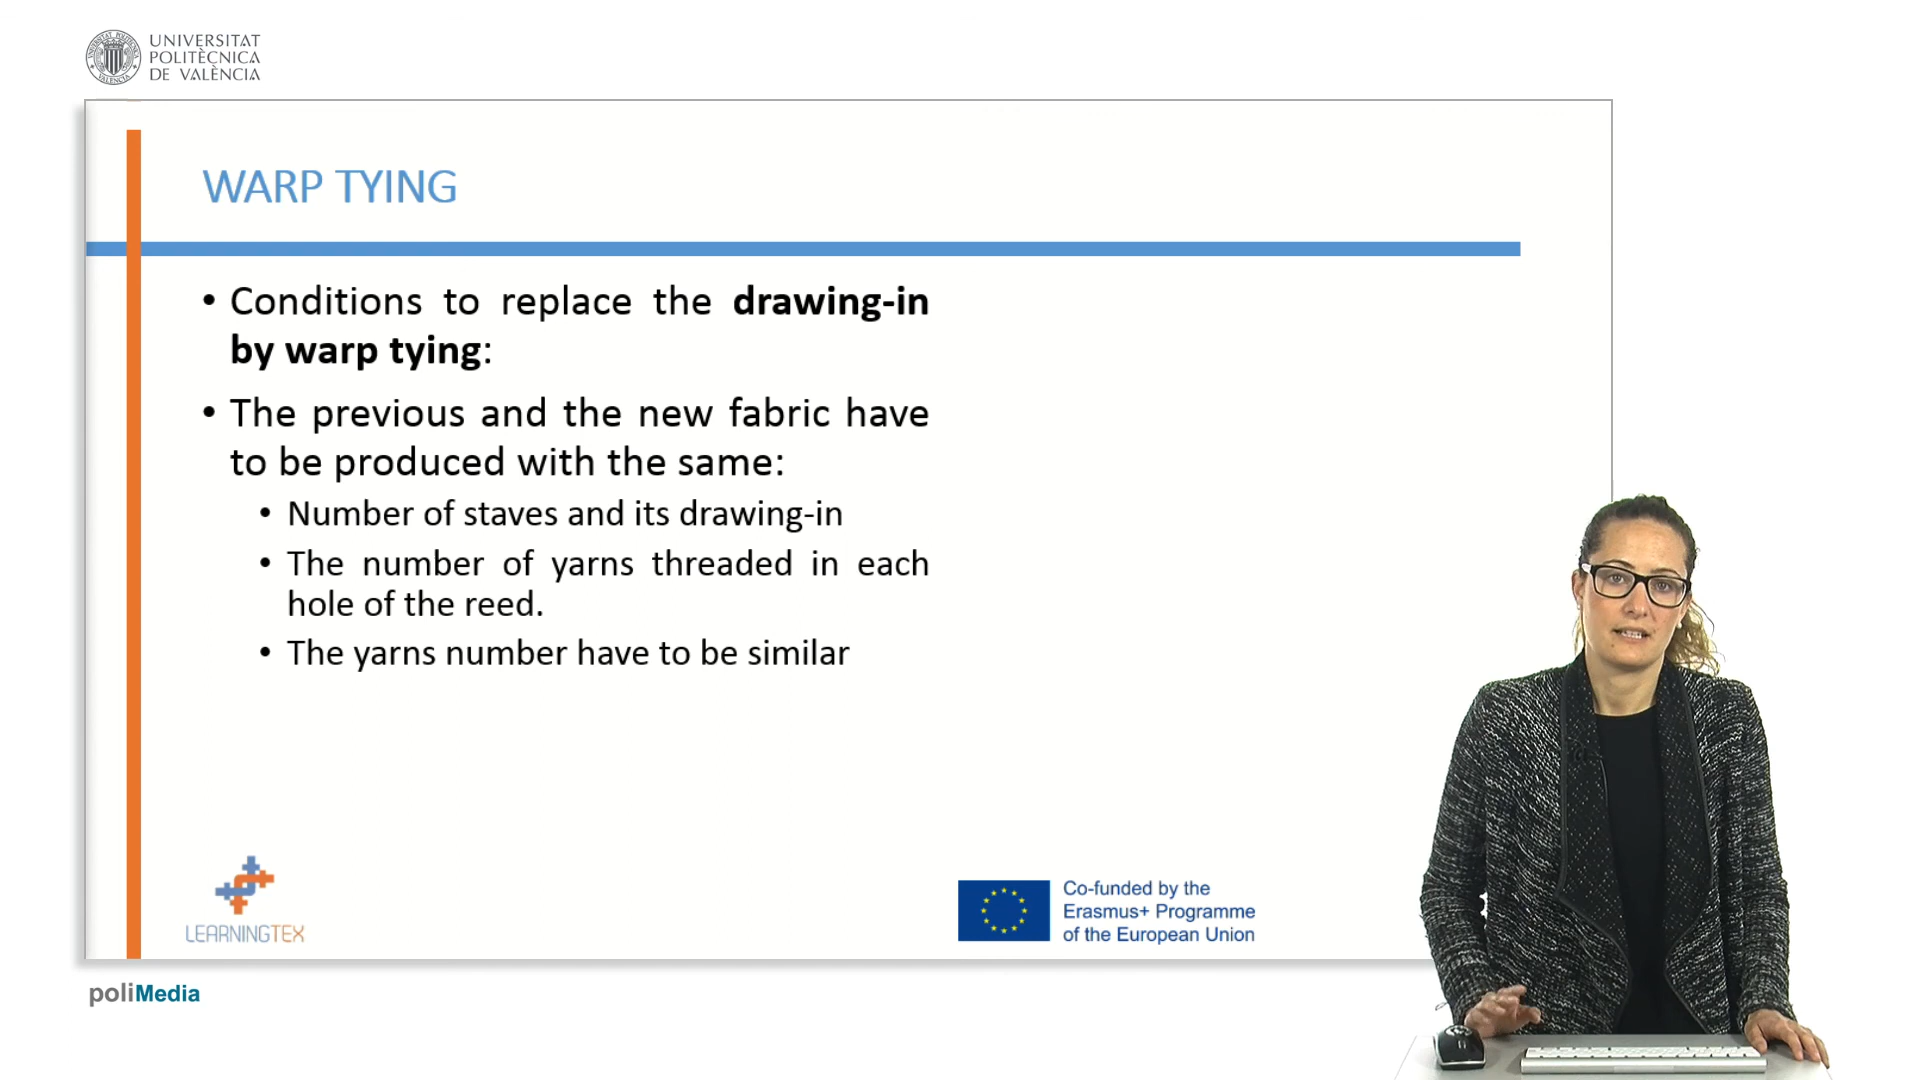 UNIVERSITAT
POLITÈCNICA
DE VALÈNCIA
WARP TYING
• Conditions to replace the drawing-in
by warp tying:
• The previous and the new fabric have
to be produced with the same:
• Number of staves and its drawing-in
• The number of yarns threaded in each
hole of the reed.
• The yarns number have to be similar
LEARNINGTEX
Co-funded by the
Erasmus+ Programme
of the European Union
poliMedia